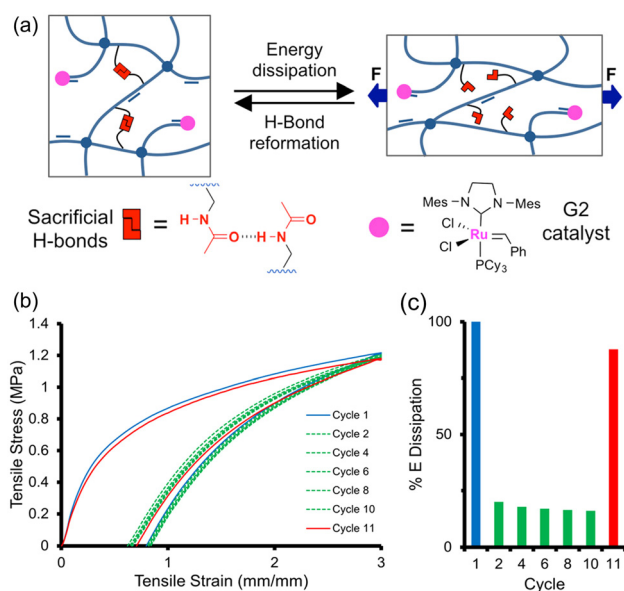 (a)
Energy
dissipation
H-Bond
reformation
F
F
Sacrificial
H-bonds
=
H
N
O
H
N
O
=
Mes
N
N
Mes
Cl
Cl
Ru
Ph
PCy3
G2
catalyst
(b)
Tensile Stress (MPa)
1.4
1.2
1
0.8
0.6
0.4
0.2
0
0
1
2
3
Tensile Strain (mm/mm)
Cycle 1
Cycle 2
Cycle 4
Cycle 6
Cycle 8
Cycle 10
Cycle 11
(c)
% E Dissipation
100
50
0
1 2 4 6 8 10 11
Cycle